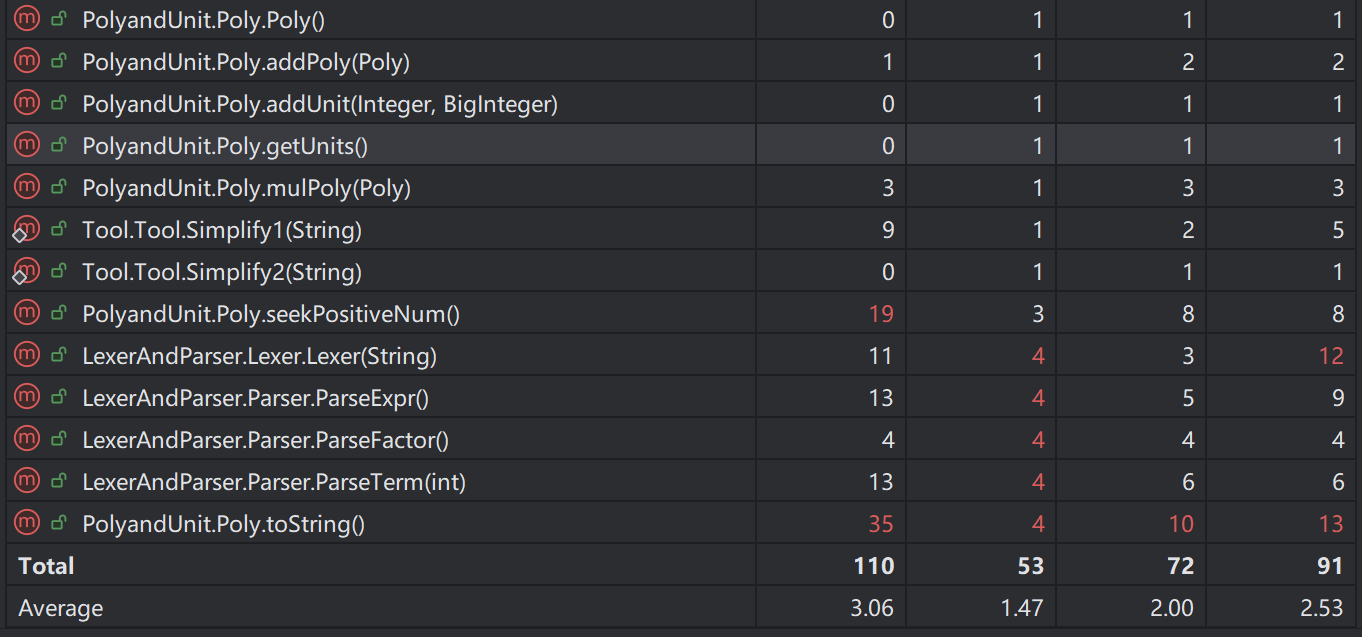 PolyandUnit.Poly.Poly() 0 1 1 1
PolyandUnit.Poly.addPoly(Poly) 1 1 2 2
PolyandUnit.Poly.addUnit(Integer, BigInteger) 0 1 1 1
PolyandUnit.Poly.getUnits() 0 1 1 1
PolyandUnit.Poly.mulPoly(Poly) 3 1 3 3
Tool.Tool.Simplify1(String) 9 1 2 5
Tool.Tool.Simplify2(String) 0 1 1 1
PolyandUnit.Poly.seekPositiveNum() 19 3 8 8
LexerAndParser.Lexer.Lexer(String) 11 4 3 12
LexerAndParser.Parser.ParseExpr() 13 4 5 9
LexerAndParser.Parser.ParseFactor() 4 4 4 4
LexerAndParser.Parser.ParseTerm(int) 13 4 6 6
PolyandUnit.Poly.toString() 35 4 10 13
Total 110 53 72 91
Average 3.06 1.47 2.00 2.53